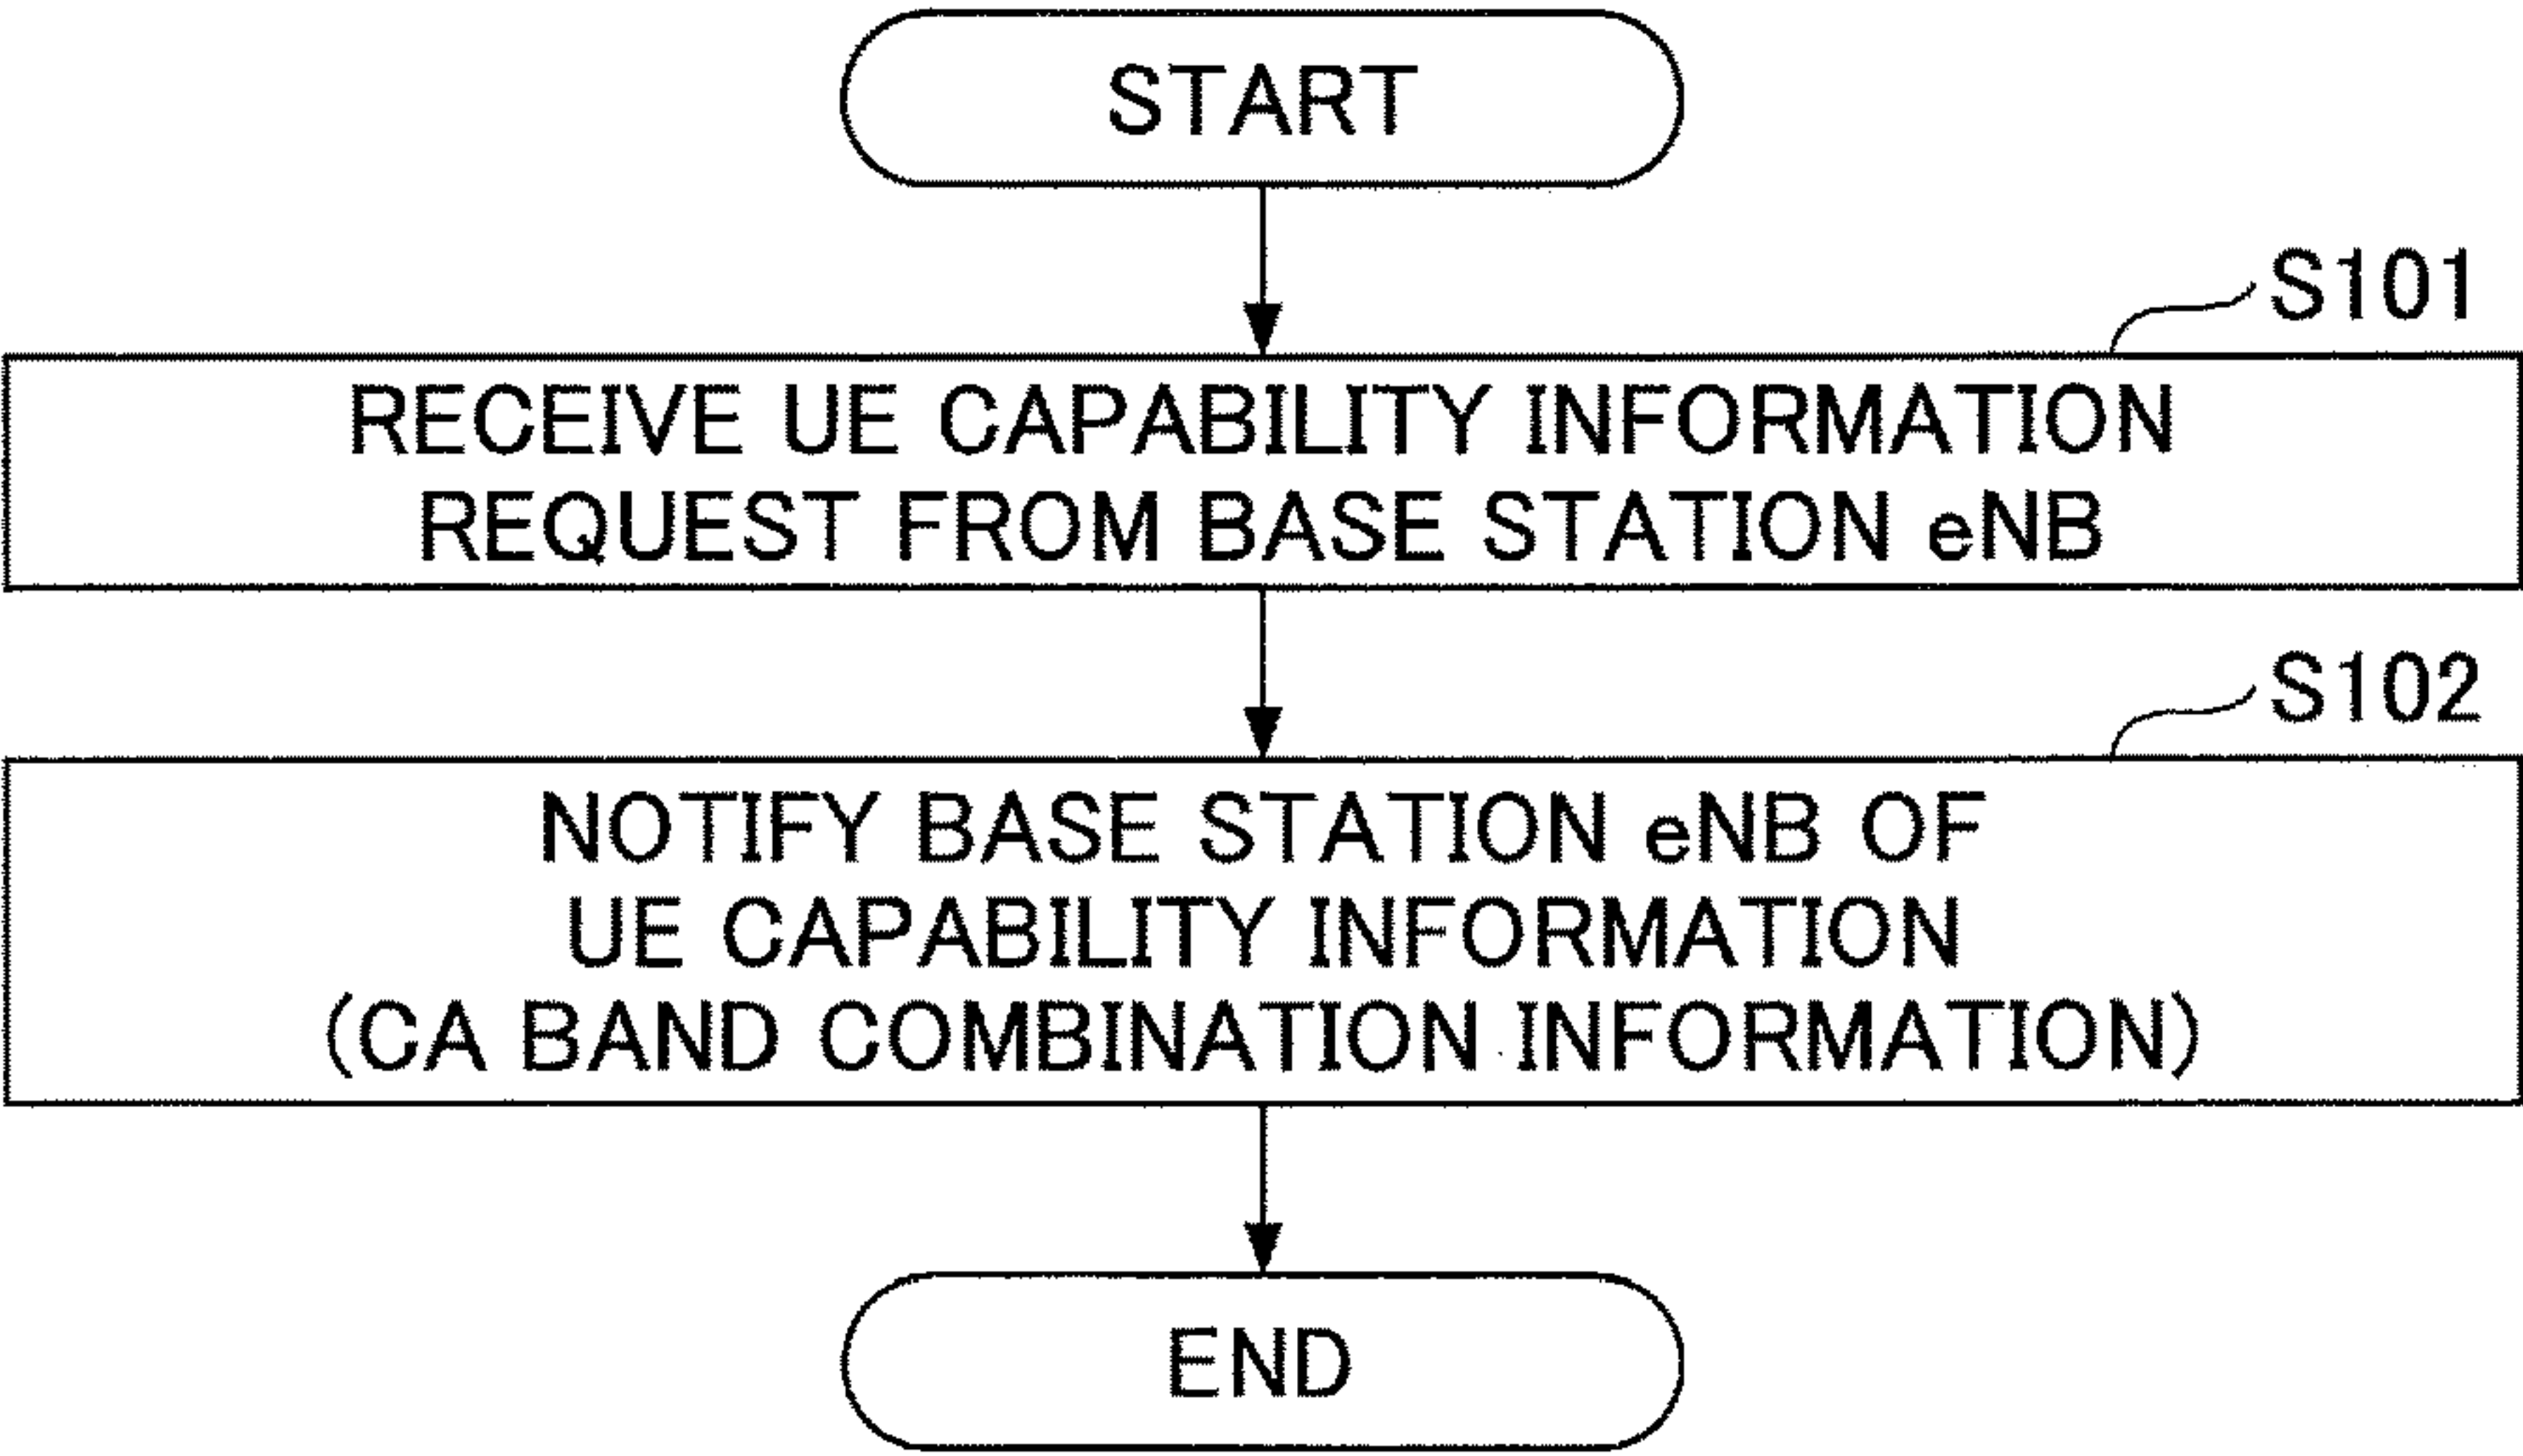 START
S101
RECEIVE UE CAPABILITY INFORMATION
REQUEST FROM BASE STATION eNB
S102
NOTIFY BASE STATION eNB OF
UE CAPABILITY INFORMATION
(CA BAND COMBINATION INFORMATION)
END